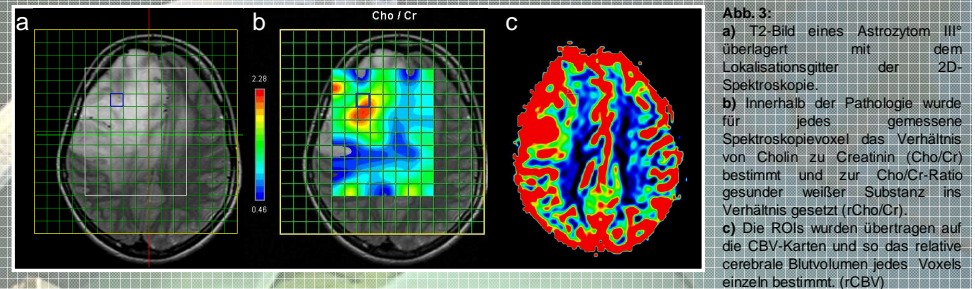 a
b
Cho / Cr
c
2.28
0.46
Abb. 3:
a) T2-Bild eines Astrozytom III°
überlagert mit dem
Lokalisationsgitter der 2D-
Spektroskopie.
b) Innerhalb der Pathologie wurde
für jedes gemessene
Spektroskopievoxel das Verhältnis
von Cholin zu Creatinin (Cho/Cr)
bestimmt und zur Cho/Cr-Ratio
gesunder weißer Substanz ins
Verhältnis gesetzt (rCho/Cr).
c) Die ROIs wurden übertragen auf
die CBV-Karten und so das relative
cerebrale Blutvolumen jedes Voxels
einzeln bestimmt. (rCBV)